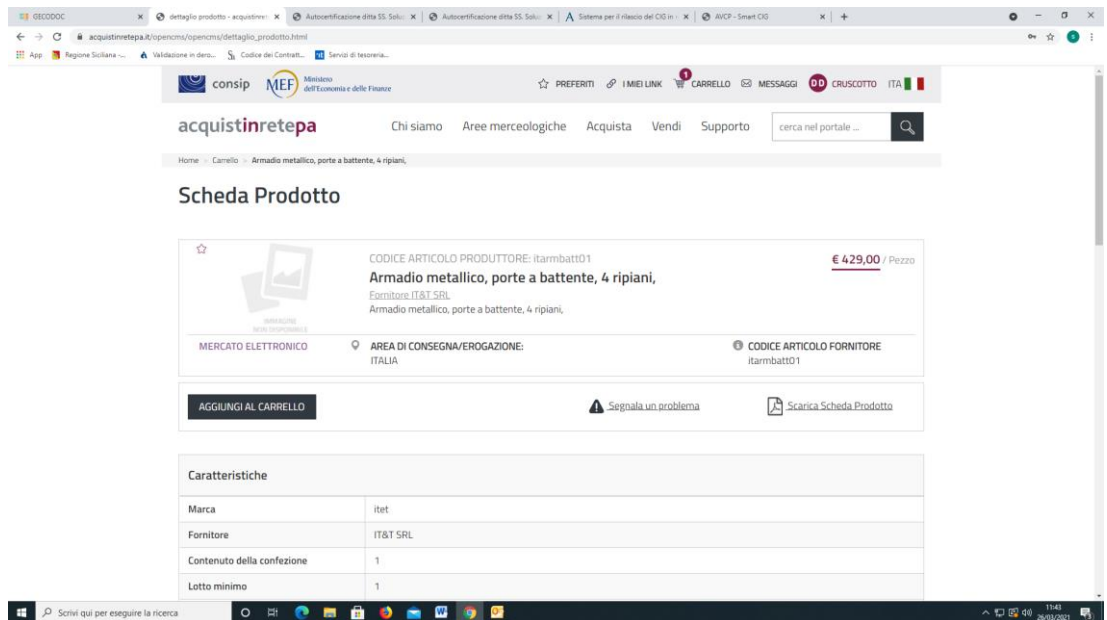 GECODOC
dettaglio prodotto - acquistinret
Autocertificazione ditta SS. Solu
Autocertificazione ditta SS. Solu
Sistema per il rilascio del CIG in
AVCP - Smart CIG
acquistinretepa.it/opencms/opencms/dettaglio_prodotto.html
App
Regione Siciliana -...
Validazione in dero...
Codice dei Contratt...
Servizi di tesoreria...
consip
MEF
Ministero
dell'Economia e delle Finanze
PREFERITI
I MIEI LINK
1
CARRELLO
MESSAGGI
DD
CRUSCOTTO
ITA
acquistinretepa
Chi siamo
Aree merceologiche
Acquista
Vendi
Supporto
cerca nel portale ...
Home > Carrello > Armadio metallico, porte a battente, 4 ripiani,
Scheda Prodotto
IMMAGINE
NON DISPONIBILE
CODICE ARTICOLO PRODUTTORE: itarmbatt01
€ 429,00 / Pezzo
Armadio metallico, porte a battente, 4 ripiani,
Fornitore IT&T SRL
Armadio metallico, porte a battente, 4 ripiani,
MERCATO ELETTRONICO
AREA DI CONSEGNA/EROGAZIONE:
ITALIA
CODICE ARTICOLO FORNITORE
itarmbatt01
AGGIUNGI AL CARRELLO
Segnala un problema
Scarica Scheda Prodotto
Caratteristiche
Marca
itet
Fornitore
IT&T SRL
Contenuto della confezione
1
Lotto minimo
1
Scrivi qui per eseguire la ricerca
11:43
26/03/2021